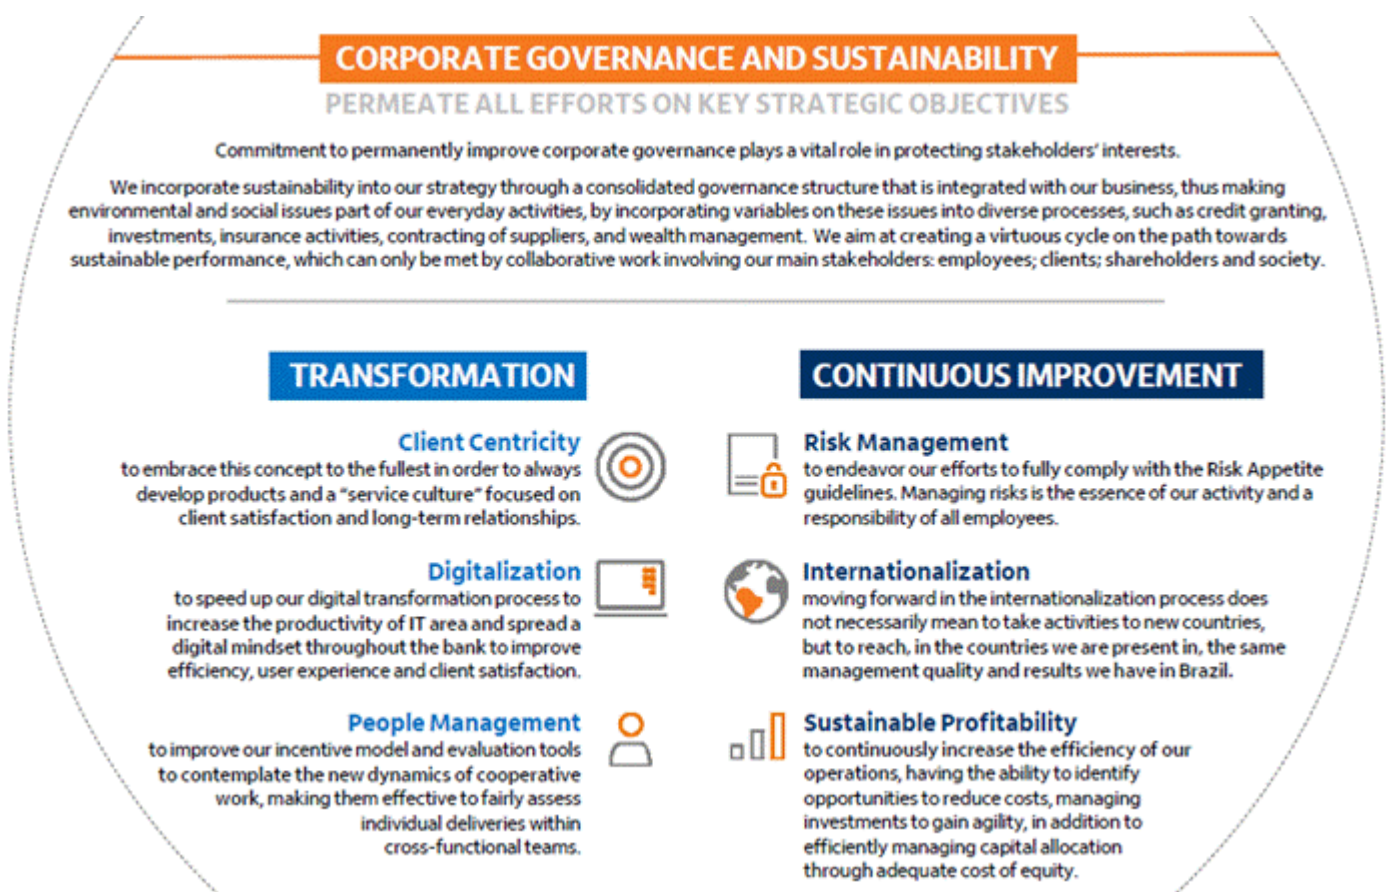 CORPORATE GOVERNANCE AND SUSTAINABILITY
PERMEATE ALL EFFORTS ON KEY STRATEGIC OBJECTIVES
Commitment to permanently improve corporate governance plays a vital role in protecting stakeholders' interests.
We incorporate sustainability into our strategy through a consolidated governance structure that is integrated with our business, thus making
environmental and social issues part of our everyday activities, by incorporating variables on these issues into diverse processes, such as credit granting,
investments, insurance activities, contracting of suppliers, and wealth management. We aim at creating a virtuous cycle on the path towards
sustainable performance, which can only be met by collaborative work involving our main stakeholders: employees; clients; shareholders and society.
TRANSFORMATION
Client Centricity
to embrace this concept to the fullest in order to always
develop products and a “service culture” focused on
client satisfaction and long-term relationships.
Digitalization
to speed up our digital transformation process to
increase the productivity of IT area and spread a
digital mindset throughout the bank to improve
efficiency, user experience and client satisfaction.
People Management
to improve our incentive model and evaluation tools
to contemplate the new dynamics of cooperative
work, making them effective to fairly assess
individual deliveries within
cross-functional teams.
CONTINUOUS IMPROVEMENT
Risk Management
to endeavor our efforts to fully comply with the Risk Appetite
guidelines. Managing risks is the essence of our activity and a
responsibility of all employees.
Internationalization
moving forward in the internationalization process does
not necessarily mean to take activities to new countries,
but to reach, in the countries we are present in, the same
management quality and results we have in Brazil.
Sustainable Profitability
to continuously increase the efficiency of our
operations, having the ability to identify
opportunities to reduce costs, managing
investments to gain agility, in addition to
efficiently managing capital allocation
through adequate cost of equity.